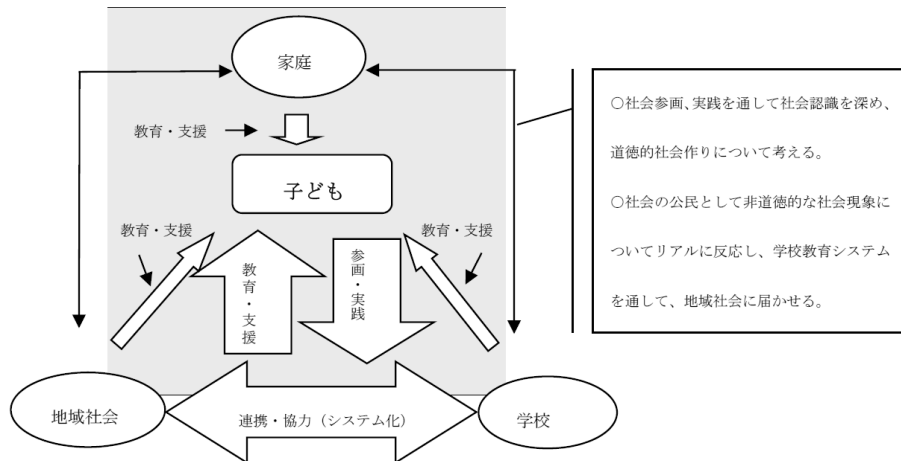 家庭
教育・支援
子ども
教育・支援
教育・支援
教育・支援
参画・実践
地域社会
連携・協力（システム化）
学校
○社会参画、実践を通して社会認識を深め、
道徳的社会作りについて考える。
○社会の公民として非道徳的な社会現象に
ついてリアルに反応し、学校教育システム
を通して、地域社会に届かせる。